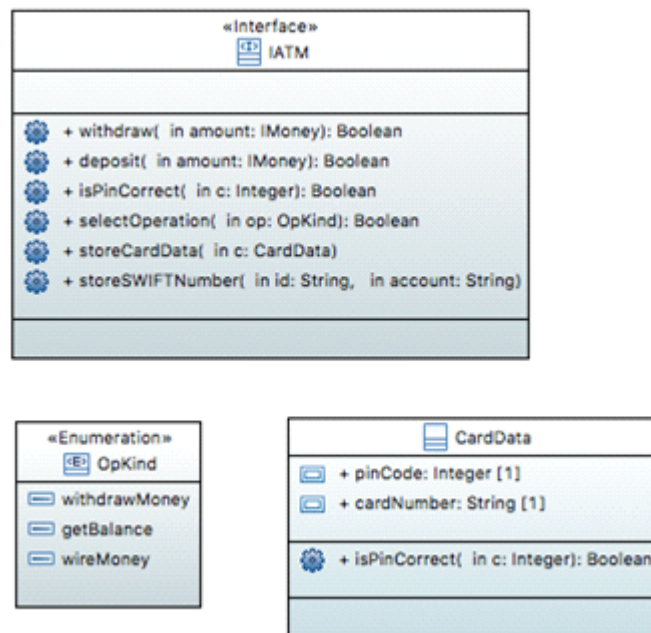 «Interface»
IATM
+ withdraw( in amount: IMoney): Boolean
+ deposit( in amount: IMoney): Boolean
+ isPinCorrect( in c: Integer): Boolean
+ selectOperation( in op: OpKind): Boolean
+ storeCardData( in c: CardData)
+ storeSWIFTNumber( in id: String, in account: String)
«Enumeration»
OpKind
withdrawMoney
getBalance
wireMoney
CardData
+ pinCode: Integer [1]
+ cardNumber: String [1]
+ isPinCorrect( in c: Integer): Boolean